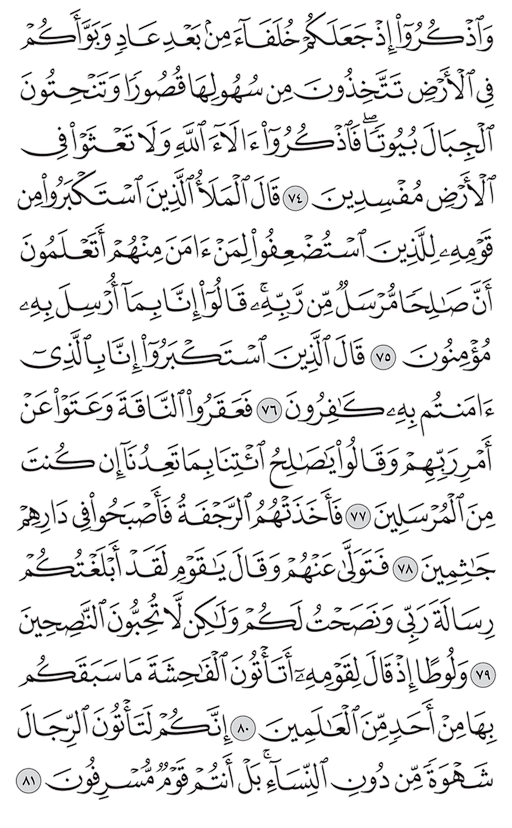 وَٱذۡكُرُوٓاْ إِذۡ جَعَلَكُمۡ خُلَفَآءَ مِنۢ بَعۡدِ عَادٖ وَبَوَّأَكُمۡ
فِي ٱلۡأَرۡضِ تَتَّخِذُونَ مِن سُهُولِهَا قُصُورٗا وَتَنۡحِتُونَ
ٱلۡجِبَالَ بُيُوتٗاۖ فَٱذۡكُرُوٓاْ ءَالَآءَ ٱللَّهِ وَلَا تَعۡثَوۡاْ فِي
ٱلۡأَرۡضِ مُفۡسِدِينَ ٧٤ قَالَ ٱلۡمَلَأُ ٱلَّذِينَ ٱسۡتَكۡبَرُواْ مِن
قَوۡمِهِۦ لِلَّذِينَ ٱسۡتُضۡعِفُواْ لِمَنۡ ءَامَنَ مِنۡهُمۡ أَتَعۡلَمُونَ
أَنَّ صَٰلِحٗا مُّرۡسَلٞ مِّن رَّبِّهِۦۚ قَالُوٓاْ إِنَّا بِمَآ أُرۡسِلَ بِهِۦ
مُؤۡمِنُونَ ٧٥ قَالَ ٱلَّذِينَ ٱسۡتَكۡبَرُوٓاْ إِنَّا بِٱلَّذِيٓ
ءَامَنتُم بِهِۦ كَٰفِرُونَ ٧٦ فَعَقَرُواْ ٱلنَّاقَةَ وَعَتَوۡاْ عَنۡ
أَمۡرِ رَبِّهِمۡ وَقَالُواْ يَٰصَٰلِحُ ٱئۡتِنَا بِمَا تَعِدُنَآ إِن كُنتَ
مِنَ ٱلۡمُرۡسَلِينَ ٧٧ فَأَخَذَتۡهُمُ ٱلرَّجۡفَةُ فَأَصۡبَحُواْ فِي دَارِهِمۡ
جَٰثِمِينَ ٧٨ فَتَوَلَّىٰ عَنۡهُمۡ وَقَالَ يَٰقَوۡمِ لَقَدۡ أَبۡلَغۡتُكُمۡ
رِسَالَةَ رَبِّي وَنَصَحۡتُ لَكُمۡ وَلَٰكِن لَّا تُحِبُّونَ ٱلنَّٰصِحِينَ
٧٩ وَلُوطًا إِذۡ قَالَ لِقَوۡمِهِۦٓ أَتَأۡتُونَ ٱلۡفَٰحِشَةَ مَا سَبَقَكُم
بِهَا مِنۡ أَحَدٖ مِّنَ ٱلۡعَٰلَمِينَ ٨٠ إِنَّكُمۡ لَتَأۡتُونَ ٱلرِّجَالَ
شَهۡوَةٗ مِّن دُونِ ٱلنِّسَآءِۚ بَلۡ أَنتُمۡ قَوۡمٞ مُّسۡرِفُونَ ٨١